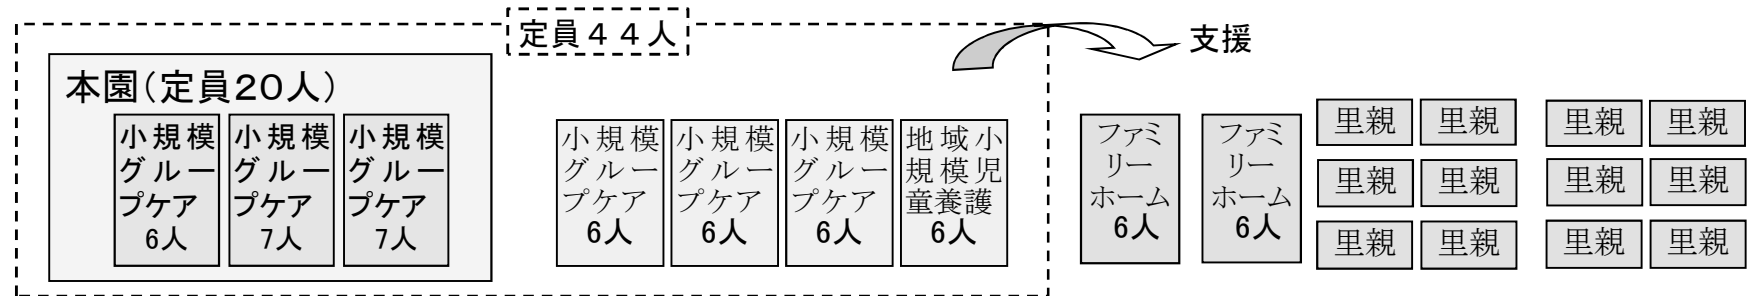 定員４４人
支援
本園（定員２０人）
小規模
グルー
プケア
6人
小規模
グルー
プケア
7人
小規模
グルー
プケア
7人
小規模
グルー
プケア
6人
小規模
グルー
プケア
6人
小規模
グルー
プケア
6人
地域小
規模児
童養護
6人
ファミ
リー
ホーム
6人
ファミ
リー
ホーム
6人
里親
里親
里親
里親
里親
里親
里親
里親
里親
里親
里親
里親